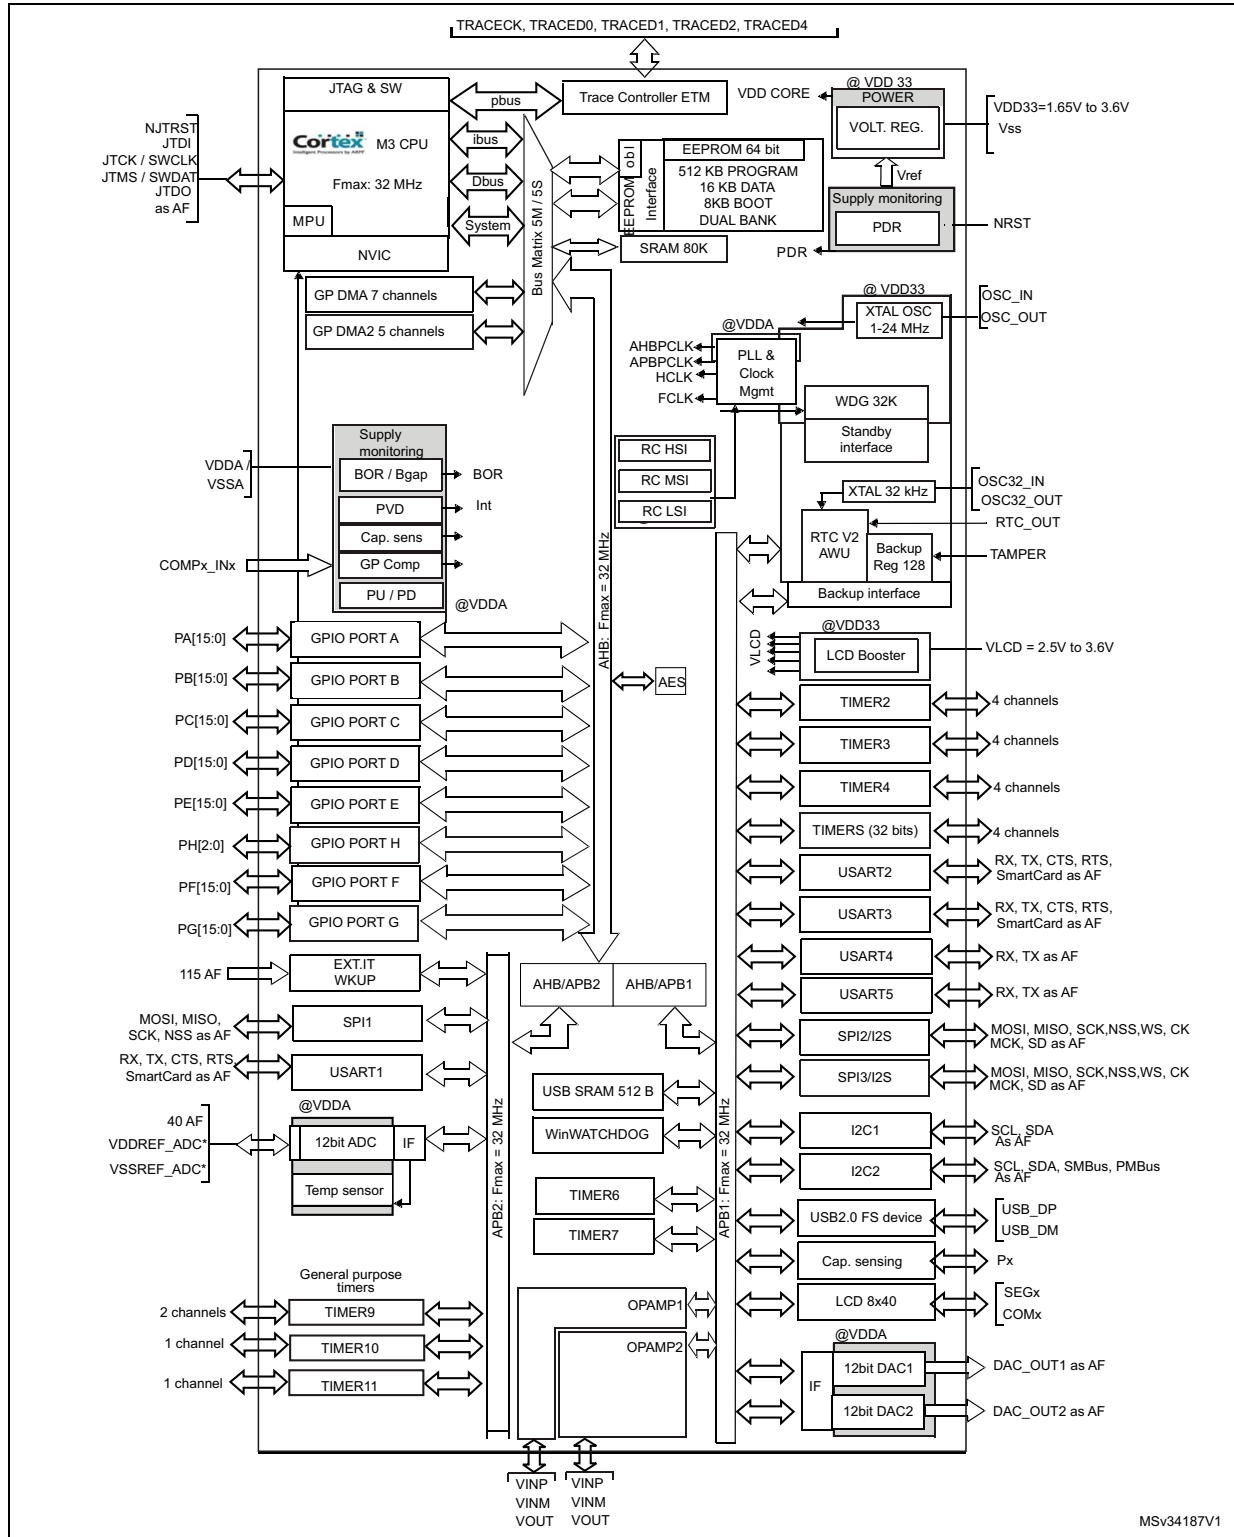 TRACECK, TRACED0, TRACED1, TRACED2, TRACED4
JTAG & SW
pbus
Trace Controller ETM
VDD CORE
@ VDD 33
POWER
VOLT. REG.
VDD33=1.65V to 3.6V
Vss
NJTRST
JTDI
JTCK / SWCLK
JTMS / SWDAT
JTDO
as AF
Cortex
Intelligent Processors by ARM
M3 CPU
Fmax: 32 MHz
MPU
NVIC
ibus
Dbus
System
Bus Matrix 5M / 5S
EEPROM obl
Interface
EEPROM 64 bit
512 KB PROGRAM
16 KB DATA
8KB BOOT
DUAL BANK
SRAM 80K
Vref
Supply monitoring
PDR
NRST
PDR
GP DMA 7 channels
GP DMA2 5 channels
@ VDD33
XTAL OSC
1-24 MHz
OSC_IN
OSC_OUT
@VDDA
PLL &
Clock
Mgmt
AHBPCLK
APBPCLK
HCLK
FCLK
WDG 32K
Standby
interface
RC HSI
RC MSI
RC LSI
XTAL 32 kHz
OSC32_IN
OSC32_OUT
RTC V2
AWU
RTC_OUT
Backup
Reg 128
TAMPER
Backup interface
Supply
monitoring
VDDA /
VSSA
BOR / Bgap
BOR
PVD
Int
Cap. sens
GP Comp
COMPx_INx
PU / PD
@VDDA
AHB: Fmax = 32 MHz
@VDD33
VLCD
LCD Booster
VLCD = 2.5V to 3.6V
AES
PA[15:0]
GPIO PORT A
PB[15:0]
GPIO PORT B
PC[15:0]
GPIO PORT C
PD[15:0]
GPIO PORT D
PE[15:0]
GPIO PORT E
PH[2:0]
GPIO PORT H
PF[15:0]
GPIO PORT F
PG[15:0]
GPIO PORT G
TIMER2
4 channels
TIMER3
4 channels
TIMER4
4 channels
TIMERS (32 bits)
4 channels
USART2
RX, TX, CTS, RTS,
SmartCard as AF
USART3
RX, TX, CTS, RTS,
SmartCard as AF
USART4
RX, TX as AF
USART5
RX, TX as AF
SPI2/I2S
MOSI, MISO, SCK,NSS,WS, CK
MCK, SD as AF
SPI3/I2S
MOSI, MISO, SCK,NSS,WS, CK
MCK, SD as AF
I2C1
SCL, SDA
As AF
I2C2
SCL, SDA, SMBus, PMBus
As AF
USB2.0 FS device
USB_DP
USB_DM
Cap. sensing
Px
LCD 8x40
SEGx
COMx
@VDDA
IF
12bit DAC1
DAC_OUT1 as AF
12bit DAC2
DAC_OUT2 as AF
115 AF
EXT.IT
WKUP
AHB/APB2
AHB/APB1
MOSI, MISO,
SCK, NSS as AF
SPI1
RX, TX, CTS, RTS,
SmartCard as AF
USART1
@VDDA
40 AF
VDDREF_ADC*
VSSREF_ADC*
12bit ADC
IF
Temp sensor
APB2: Fmax = 32 MHz
APB1: Fmax = 32 MHz
USB SRAM 512 B
WinWATCHDOG
TIMER6
TIMER7
General purpose
timers
2 channels
TIMER9
1 channel
TIMER10
1 channel
TIMER11
OPAMP1
OPAMP2
VINP
VINM
VOUT
VINP
VINM
VOUT
MSv34187V1